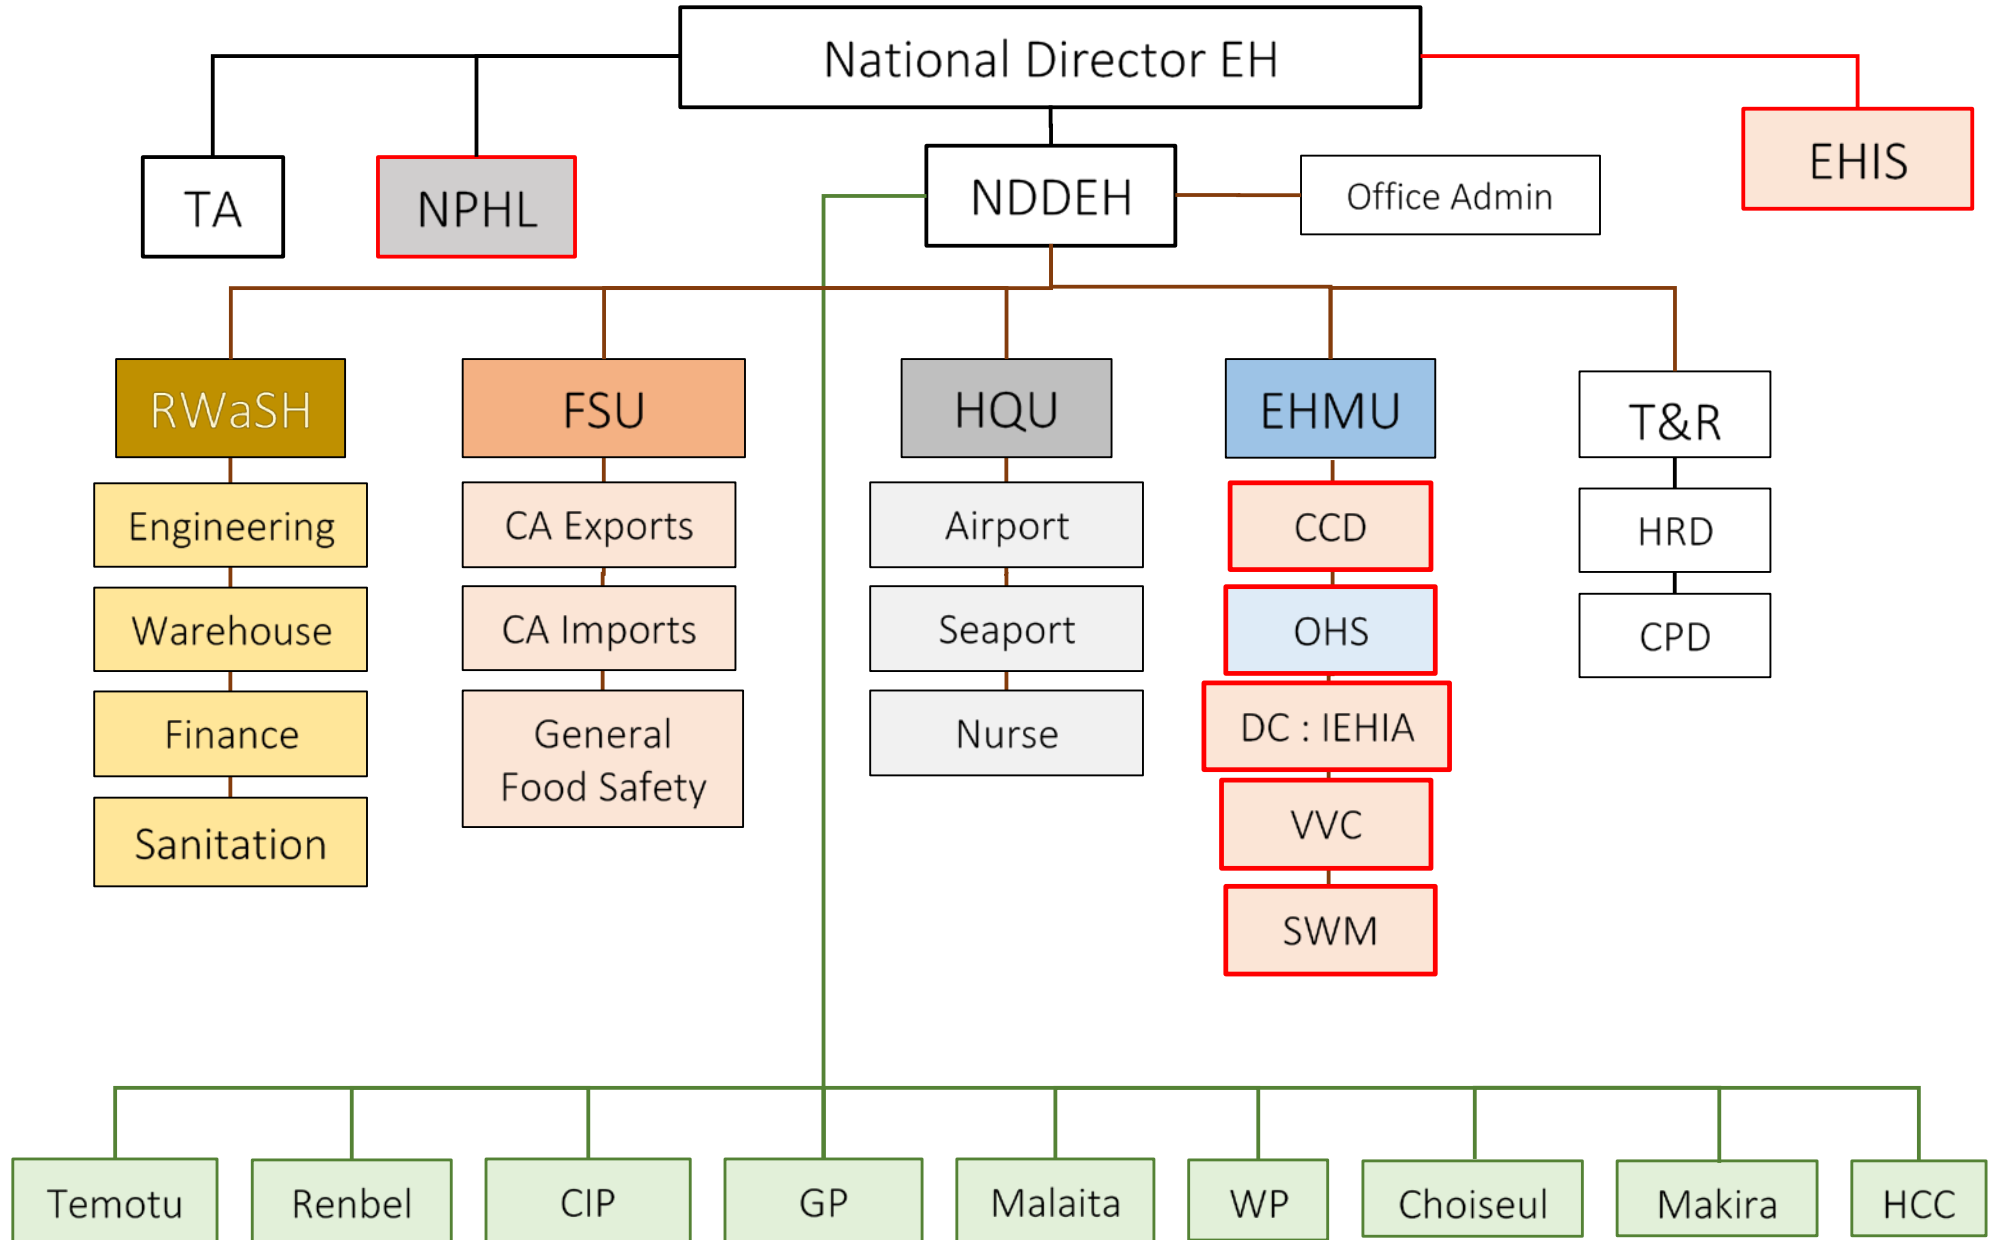 National Director EH
TA
NPHL
NDDEH
Office Admin
EHIS
RWaSH
FSU
HQU
EHMU
T&R
Engineering
CA Exports
Airport
CCD
HRD
Warehouse
CA Imports
Seaport
OHS
CPD
Finance
General
Food Safety
Nurse
DC : IEHIA
Sanitation
VVC
SWM
Temotu
Renbel
CIP
GP
Malaita
WP
Choiseul
Makira
HCC